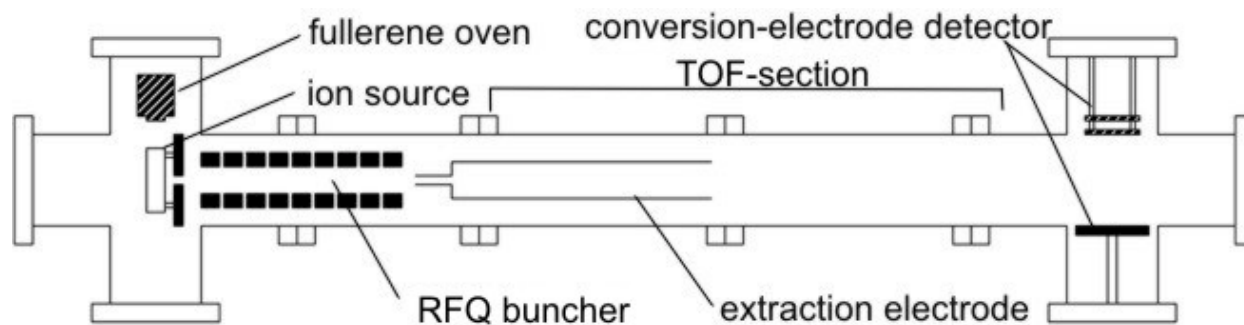 fullerene oven
conversion-electrode detector
TOF-section
ion source
RFQ buncher
extraction electrode